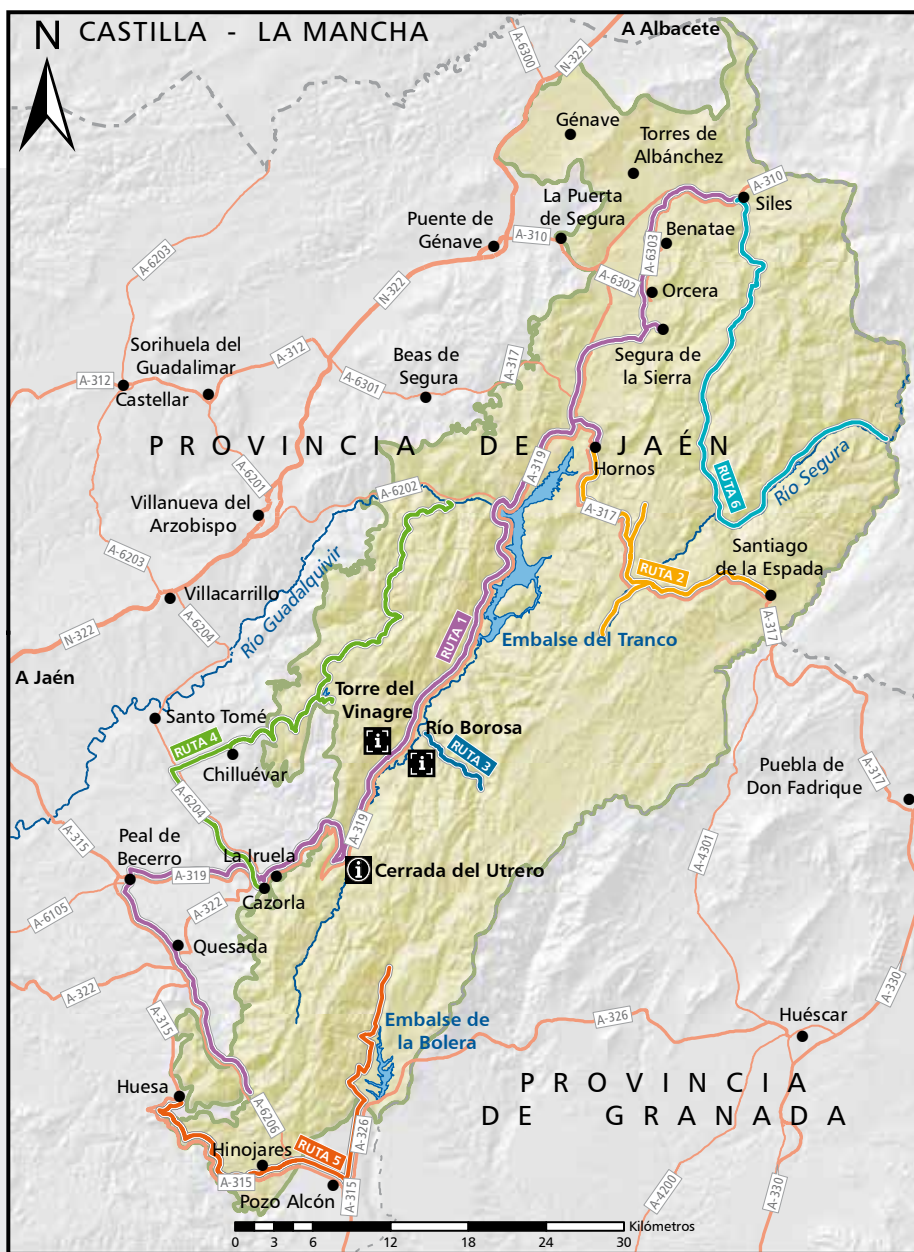 N
CASTILLA - LA MANCHA
A Albacete
A-6300
N-322
Génave
Torres de
Albánchez
A-310
Siles
La Puerta
de Segura
Puente de
Génave
A-310
Benatae
A-6303
A-6203
A-6302
N-322
Orcera
Segura de
la Sierra
Sorihuela del
Guadalimar
A-312
Beas de
Segura
A-317
A-312
A-6301
Castellar
PROVINCIA DE JAÉN
Hornos
A-319
RUTA 6
Río Segura
A-6201
A-6202
Villanueva del
Arzobispo
A-317
Santiago
de la Espada
A-6203
RUTA 2
Villacarrillo
Río Guadalquivir
A-6204
N-322
RUTA 1
Embalse del Tranco
A-317
A Jaén
Torre del
Vinagre
Santo Tomé
Río Borosa
RUTA 4
RUTA 3
Chilluévar
i
i
Puebla de
Don Fadrique
A-317
A-6204
A-315
A-319
A-4301
Peal de
Becerro
La Iruela
A-319
i
Cerrada del Utrero
Cazorla
A-6105
A-322
Quesada
A-322
A-330
A-315
Embalse de
la Bolera
A-326
Huéscar
PROVINCIA
DE GRANADA
Huesa
A-6206
A-326
Hinojares
RUTA 5
A-315
Pozo Alcón
A-315
A-4200
A-330
Kilómetros
0 3 6 12 18 24 30